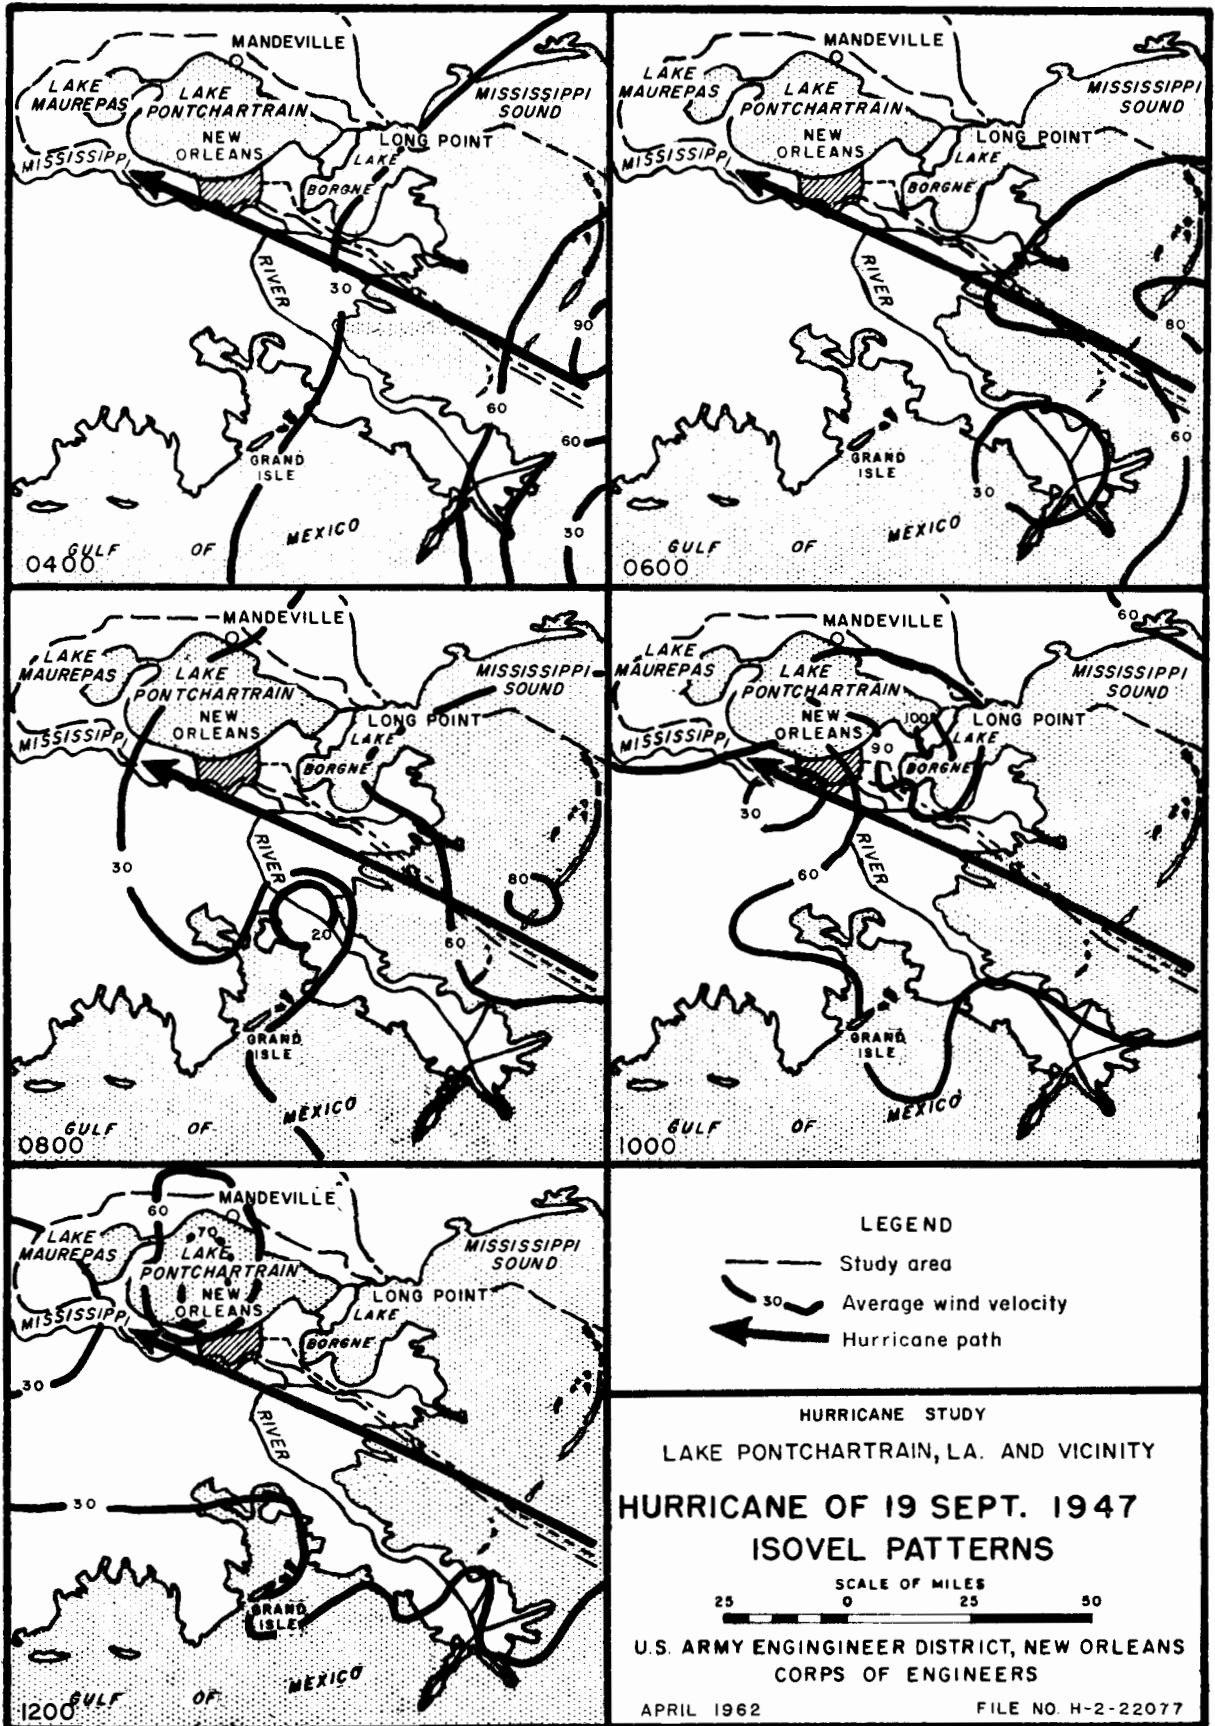 MANDEVILLE
LAKE
MAUREPAS
LAKE
PONTCHARTRAIN
MISSISSIPPI
SOUND
NEW
ORLEANS
LONG POINT
LAKE
BORGNE
MISSISSIPPI
RIVER
30
90
60
60
GRAND
ISLE
30
GULF OF MEXICO
0400
MANDEVILLE
LAKE
MAUREPAS
LAKE
PONTCHARTRAIN
MISSISSIPPI
SOUND
NEW
ORLEANS
LONG POINT
LAKE
BORGNE
MISSISSIPPI
RIVER
80
60
GRAND
ISLE
30
GULF OF MEXICO
0600
MANDEVILLE
LAKE
MAUREPAS
LAKE
PONTCHARTRAIN
MISSISSIPPI
SOUND
NEW
ORLEANS
LONG POINT
LAKE
BORGNE
MISSISSIPPI
RIVER
30
80
20
60
GRAND
ISLE
GULF OF MEXICO
0800
60
MANDEVILLE
LAKE
MAUREPAS
LAKE
PONTCHARTRAIN
MISSISSIPPI
SOUND
NEW
ORLEANS
100
LONG POINT
90
LAKE
BORGNE
MISSISSIPPI
30
RIVER
60
GRAND
ISLE
GULF OF MEXICO
1000
MANDEVILLE
60
70
LAKE
MAUREPAS
LAKE
PONTCHARTRAIN
MISSISSIPPI
SOUND
NEW
ORLEANS
LONG POINT
LAKE
BORGNE
MISSISSIPPI
30
RIVER
30
GRAND
ISLE
GULF OF MEXICO
1200
LEGEND
Study area
30 Average wind velocity
Hurricane path
HURRICANE STUDY
LAKE PONTCHARTRAIN, LA. AND VICINITY
HURRICANE OF 19 SEPT. 1947
ISOVEL PATTERNS
SCALE OF MILES
25 0 25 50
U.S. ARMY ENGINGINEER DISTRICT, NEW ORLEANS
CORPS OF ENGINEERS
APRIL 1962 FILE NO. H-2-22077